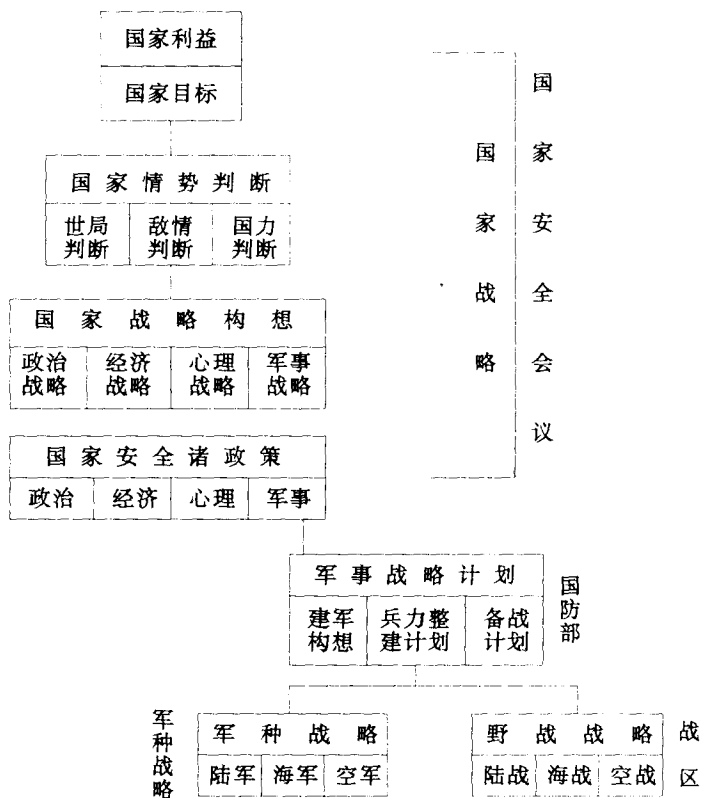 国家利益
国家目标
国家情势判断
世局判断
敌情判断
国力判断
国家战略构想
政治战略
经济战略
心理战略
军事战略
国家安全诸政策
政治
经济
心理
军事
国家战略
国家安全会议
军事战略计划
建军构想
兵力整建计划
备战计划
国防部
军种战略
军种战略
陆军
海军
空军
野战战略
陆战
海战
空战
战区